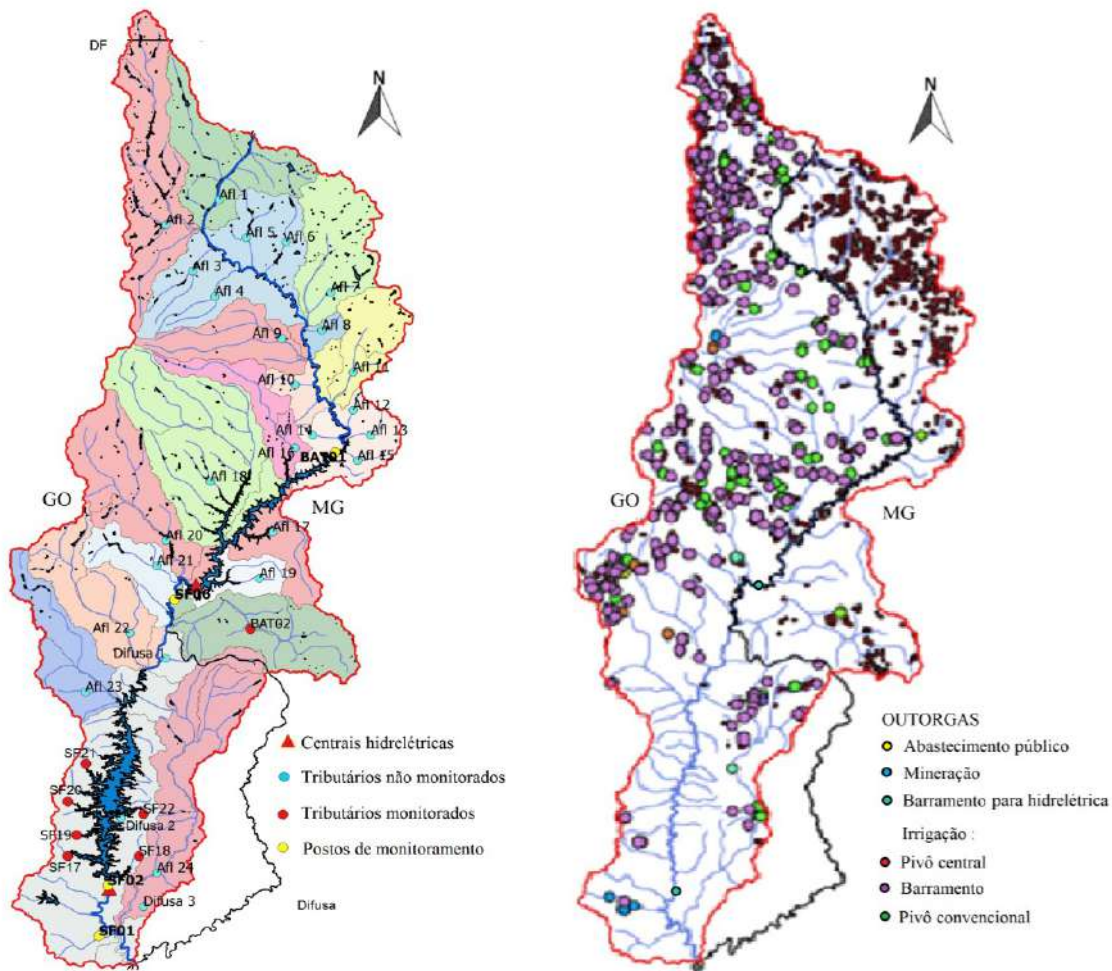 DF
N
Afl 1
Afl 2
Afl 5
Afl 6
Afl 3
Afl 4
Afl 7
Afl 8
Afl 9
Afl 10
Afl 11
Afl 12
Afl 14
Afl 13
Afl 16
BAT01
Afl 15
Afl 18
GO
MG
Afl 17
Afl 20
Afl 21
Afl 19
SF06
Afl 22
BAT02
Difusa 1
Afl 23
SF21
SF20
SF22
Difusa 2
SF19
SF17
SF18
Afl 24
SF02
Difusa 3
Difusa
SF01
Centrais hidrelétricas
Tributários não monitorados
Tributários monitorados
Postos de monitoramento
N
GO
MG
OUTORGAS
Abastecimento público
Mineração
Barramento para hidrelétrica
Irrigação :
Pivô central
Barramento
Pivô convencional